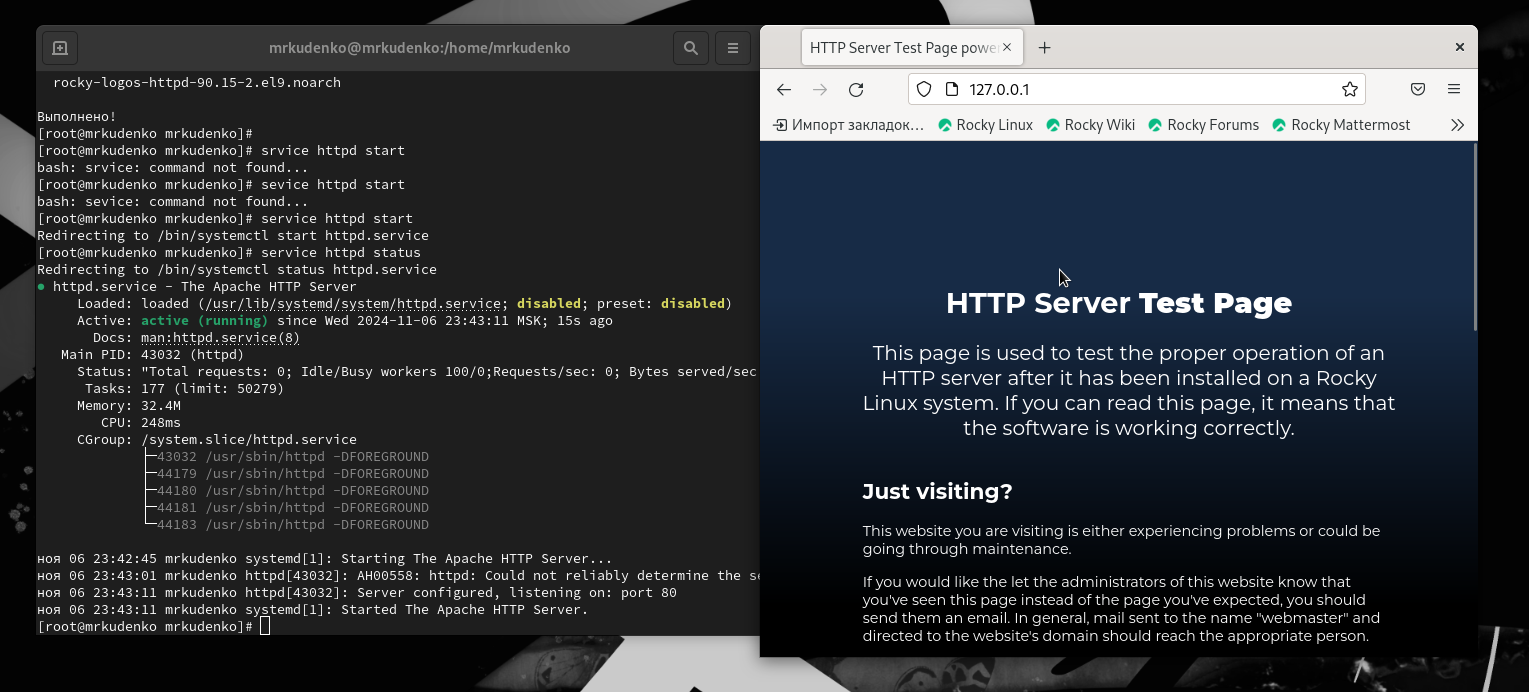 mrkudenko@mrkudenko:/home/mrkudenko
rocky-logos-httpd-90.15-2.el9.noarch
Выполнено!
[root@mrkudenko mrkudenko]#
[root@mrkudenko mrkudenko]# srvice httpd start
bash: srvice: command not found...
[root@mrkudenko mrkudenko]# sevice httpd start
bash: sevice: command not found...
[root@mrkudenko mrkudenko]# service httpd start
Redirecting to /bin/systemctl start httpd.service
[root@mrkudenko mrkudenko]# service httpd status
Redirecting to /bin/systemctl status httpd.service
● httpd.service - The Apache HTTP Server
Loaded: loaded (/usr/lib/systemd/system/httpd.service; disabled; preset: disabled)
Active: active (running) since Wed 2024-11-06 23:43:11 MSK; 15s ago
Docs: man:httpd.service(8)
Main PID: 43032 (httpd)
Status: "Total requests: 0; Idle/Busy workers 100/0;Requests/sec: 0; Bytes served/sec
Tasks: 177 (limit: 50279)
Memory: 32.4M
CPU: 248ms
CGroup: /system.slice/httpd.service
├─43032 /usr/sbin/httpd -DFOREGROUND
├─44179 /usr/sbin/httpd -DFOREGROUND
├─44180 /usr/sbin/httpd -DFOREGROUND
├─44181 /usr/sbin/httpd -DFOREGROUND
└─44183 /usr/sbin/httpd -DFOREGROUND
ноя 06 23:42:45 mrkudenko systemd[1]: Starting The Apache HTTP Server...
ноя 06 23:43:01 mrkudenko httpd[43032]: AH00558: httpd: Could not reliably determine the se
ноя 06 23:43:11 mrkudenko httpd[43032]: Server configured, listening on: port 80
ноя 06 23:43:11 mrkudenko systemd[1]: Started The Apache HTTP Server.
[root@mrkudenko mrkudenko]#
HTTP Server Test Page powe
127.0.0.1
Импорт закладок… Rocky Linux Rocky Wiki Rocky Forums Rocky Mattermost
HTTP Server Test Page
This page is used to test the proper operation of an
HTTP server after it has been installed on a Rocky
Linux system. If you can read this page, it means that
the software is working correctly.
Just visiting?
This website you are visiting is either experiencing problems or could be
going through maintenance.
If you would like the let the administrators of this website know that
you've seen this page instead of the page you've expected, you should
send them an email. In general, mail sent to the name "webmaster" and
directed to the website's domain should reach the appropriate person.